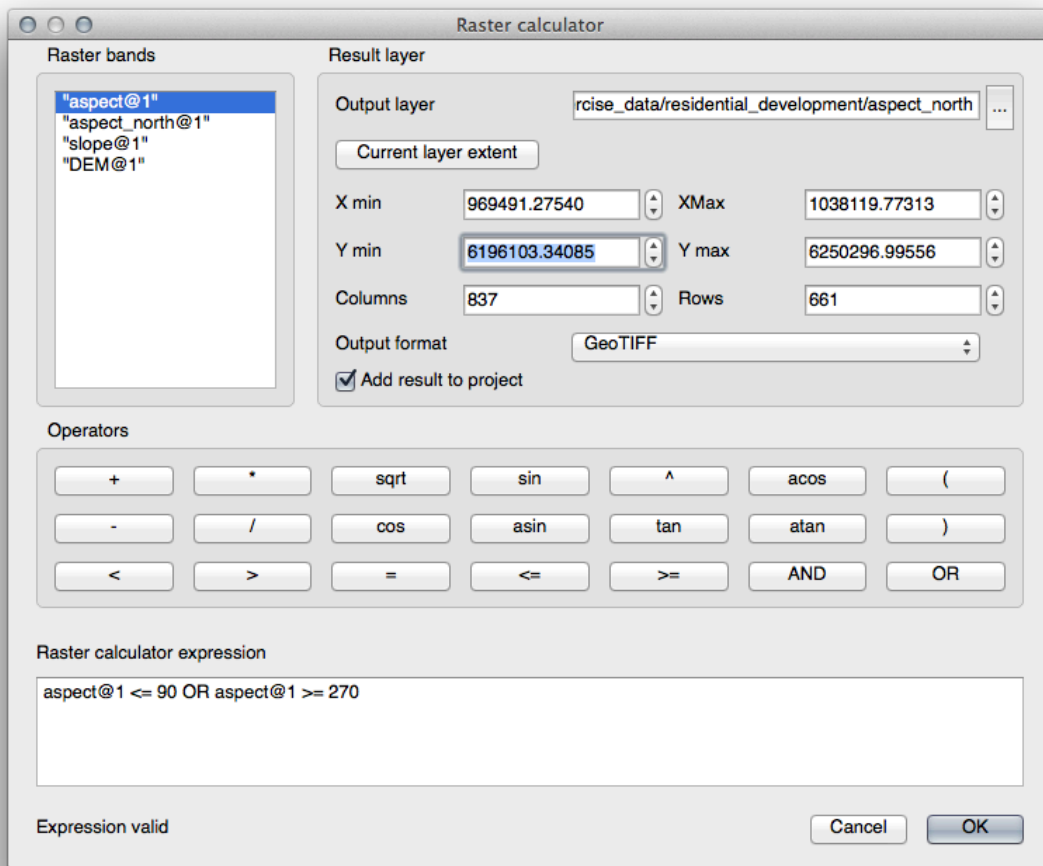 Raster calculator
Raster bands
Result layer
"aspect@1"
"aspect_north@1"
"slope@1"
"DEM@1"
Output layer
rcise_data/residential_development/aspect_north
...
Current layer extent
X min
969491.27540
XMax
1038119.77313
Y min
6196103.34085
Y max
6250296.99556
Columns
837
Rows
661
Output format
GeoTIFF
Add result to project
Operators
+ * sqrt sin ^ acos (
- / cos asin tan atan )
< > = <= >= AND OR
Raster calculator expression
aspect@1 <= 90 OR aspect@1 >= 270
Expression valid
Cancel
OK